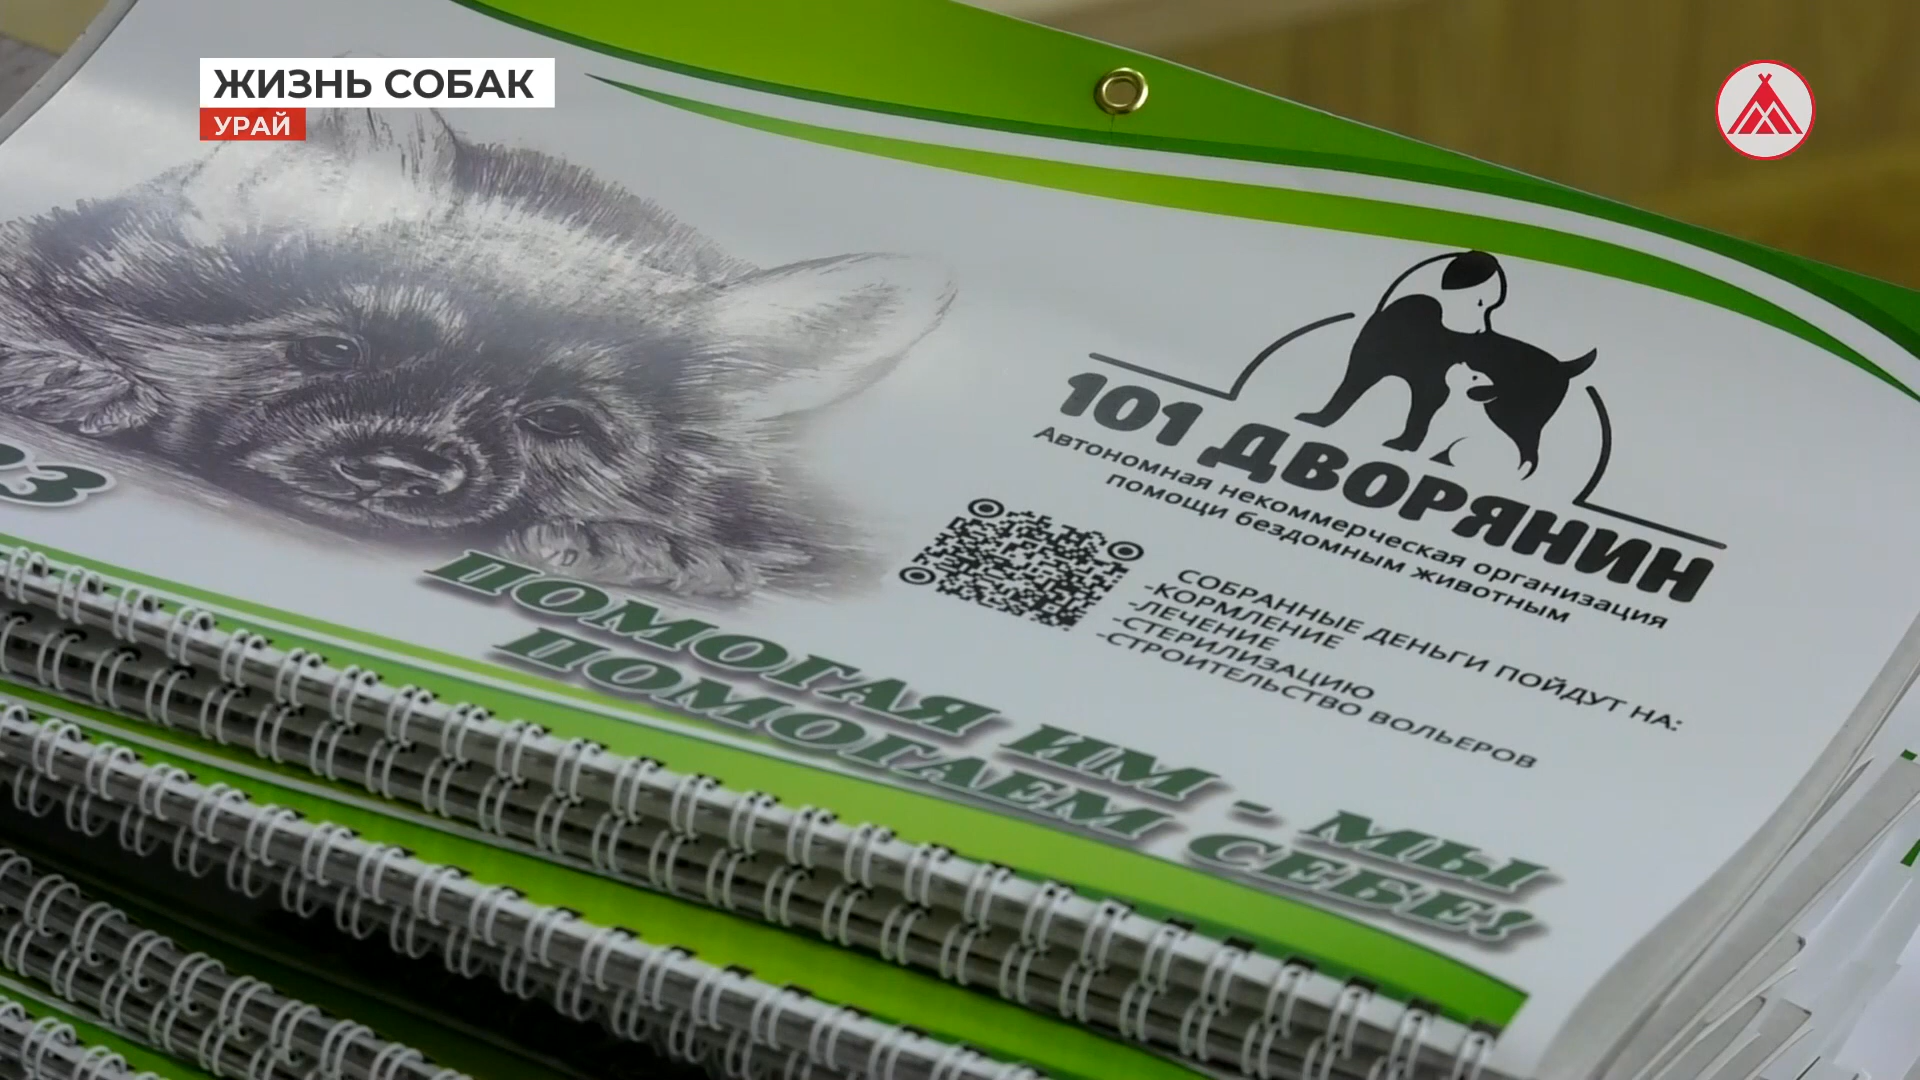 ЖИЗНЬ СОБАК
УРАЙ
101 ДВОРЯНИН
Автономная некоммерческая организация
помощи бездомным животным
СОБРАННЫЕ ДЕНЬГИ ПОЙДУТ НА:
-КОРМЛЕНИЕ
-ЛЕЧЕНИЕ
-СТЕРИЛИЗАЦИЮ
-СТРОИТЕЛЬСТВО ВОЛЬЕРОВ
ПОМОГАЯ ИМ - МЫ
ПОМОГАЕМ СЕБЕ!